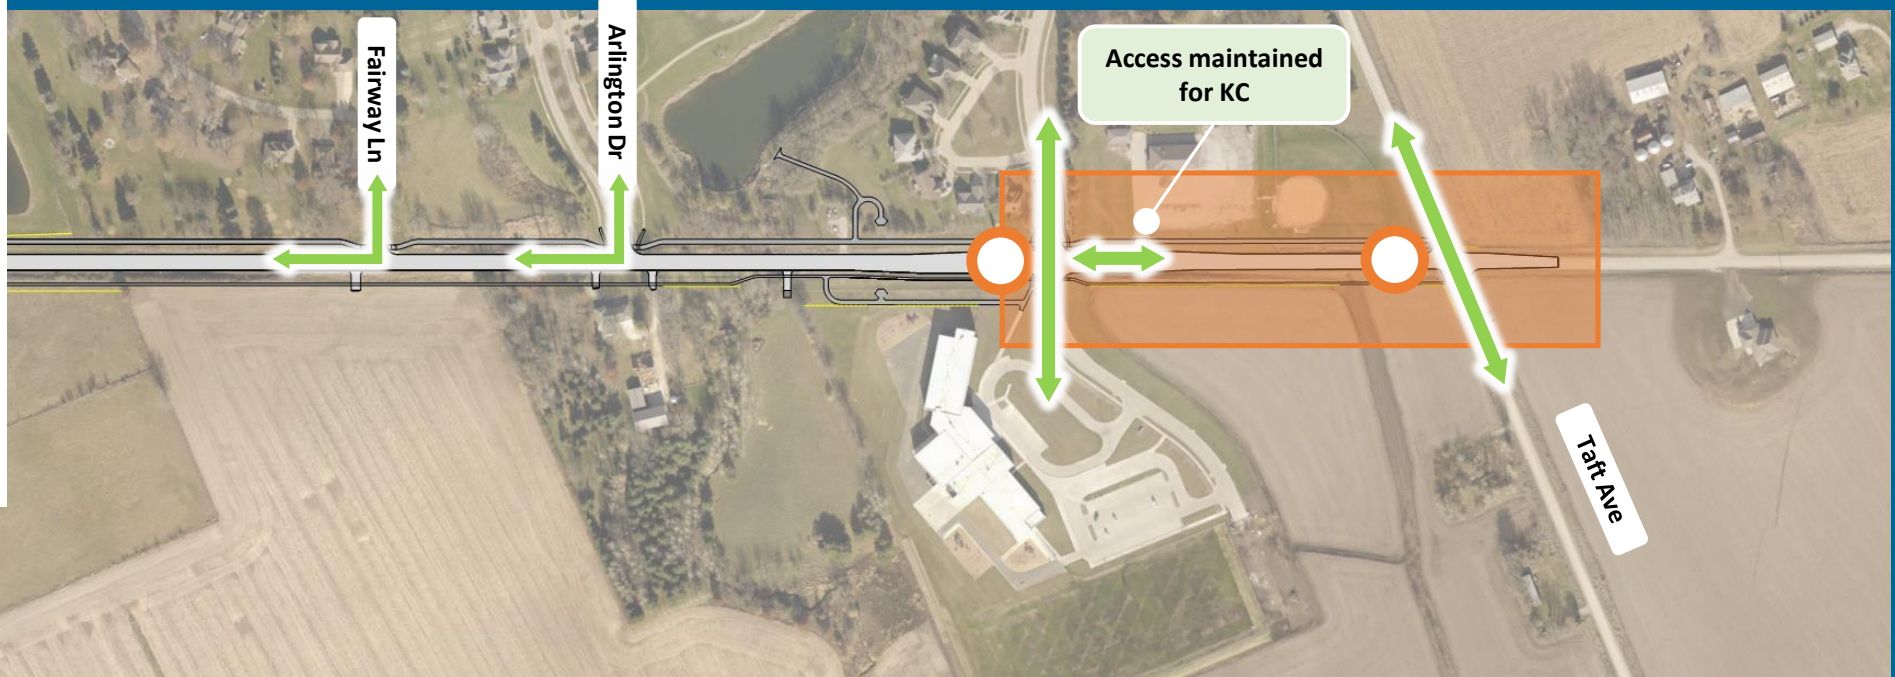 Fairway Ln
Arlington Dr
Access maintained
for KC
Taft Ave